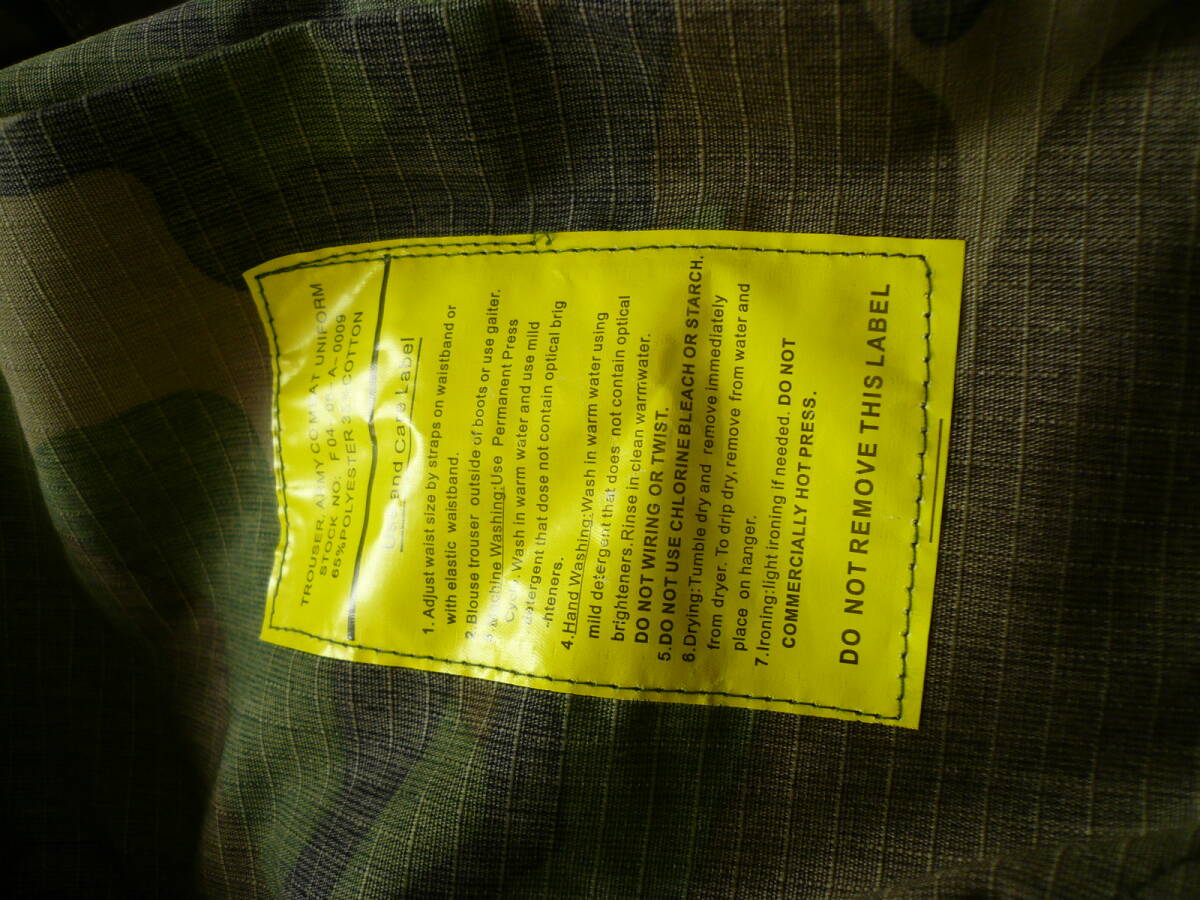 TROUSER, ARMY COMBAT UNIFORM
STOCK NO: F 04 A-0009
65%POLYESTER 3 COTTON
and Care Label
1. Adjust waist size by straps on waistband or
with elastic waistband.
2. Blouse trouser outside of boots or use gaiter.
Machine Washing:Use Permanent Press
Wash in warm water and use mild
detergent that dose not contain optical brig
-hteners.
4.Hand Washing:Wash in warm water using
mild detergent that does not contain optical
brighteners.Rinse in clean warmwater.
DO NOT WIRING OR TWIST.
5.DO NOT USE CHLORINE BLEACH OR STARCH.
6.Drying:Tumble dry and remove immediately
from dryer. To drip dry, remove from water and
place on hanger.
7.Ironing:light ironing if needed. DO NOT
COMMERCIALLY HOT PRESS.
DO NOT REMOVE THIS LABEL